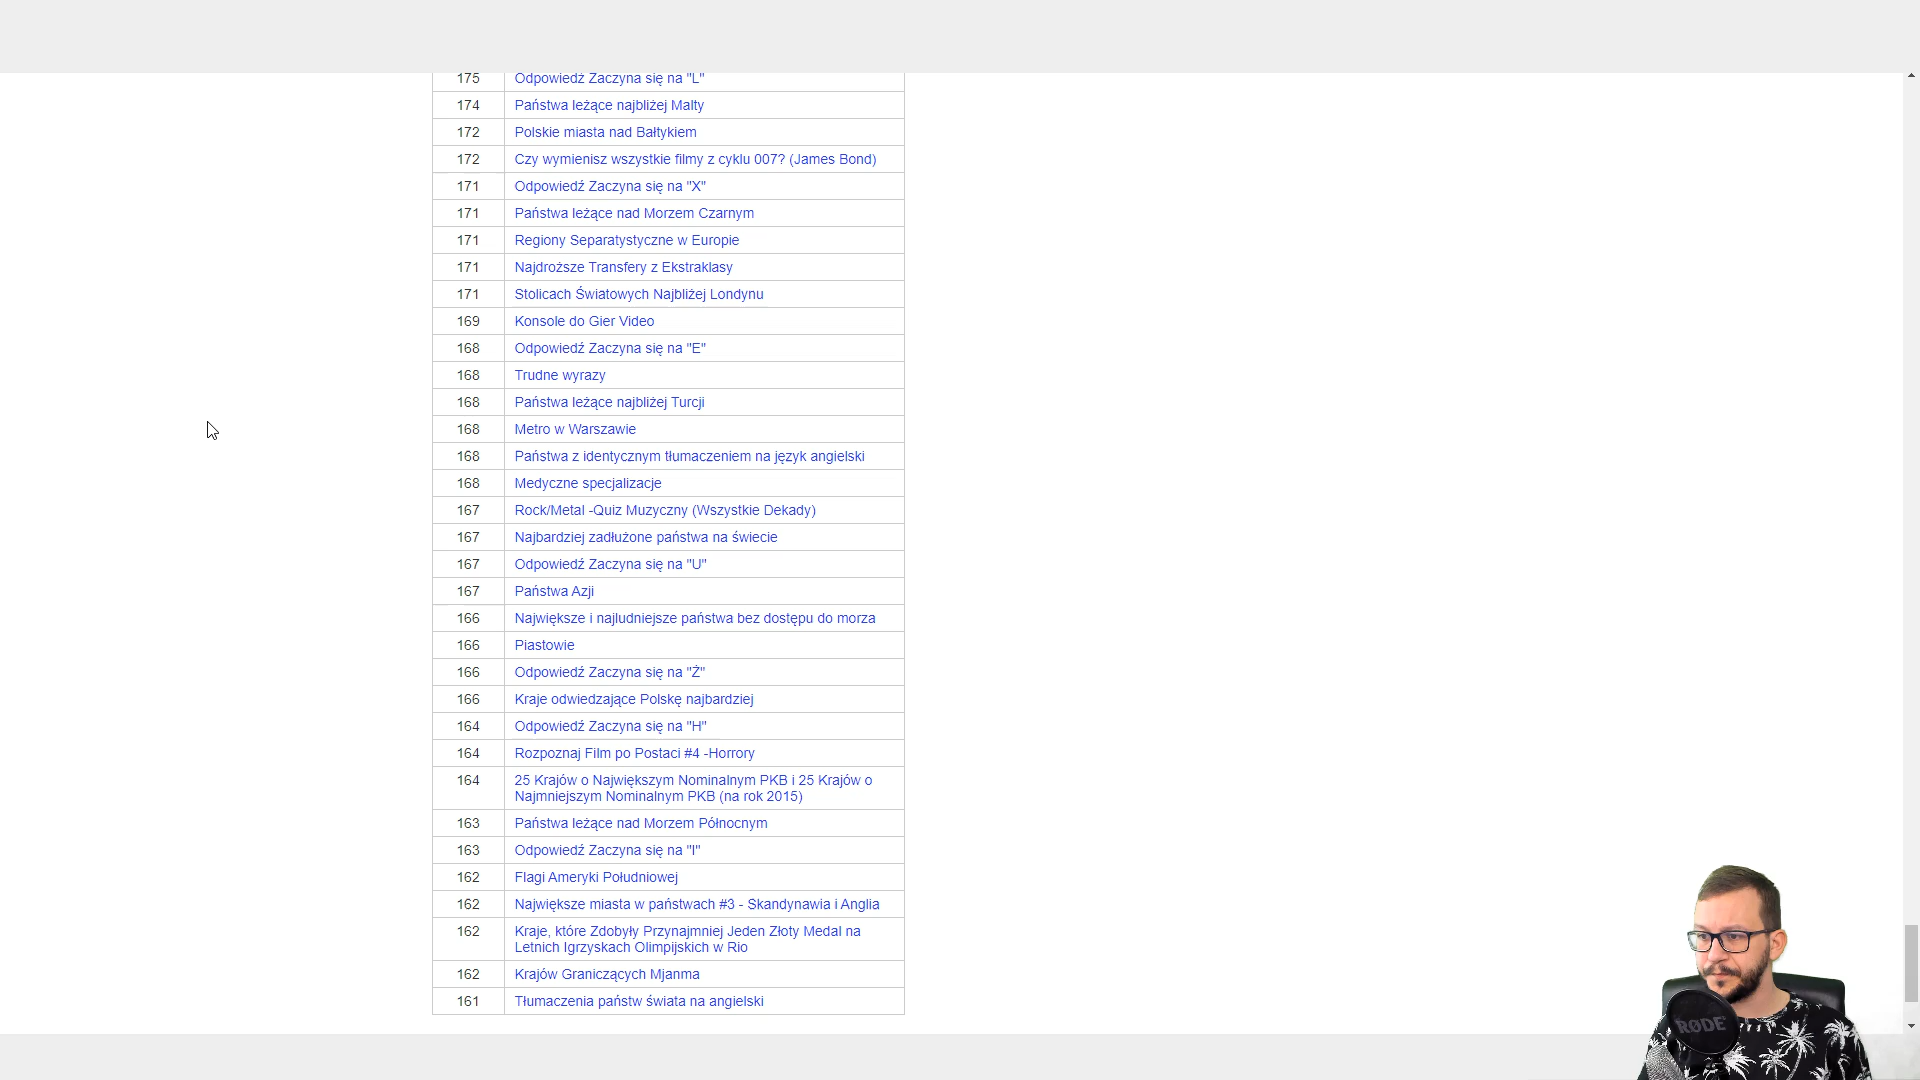 175 Odpowiedź Zaczyna się na "L"
174 Państwa leżące najbliżej Malty
172 Polskie miasta nad Bałtykiem
172 Czy wymienisz wszystkie filmy z cyklu 007? (James Bond)
171 Odpowiedź Zaczyna się na "X"
171 Państwa leżące nad Morzem Czarnym
171 Regiony Separatystyczne w Europie
171 Najdroższe Transfery z Ekstraklasy
171 Stolicach Światowych Najbliżej Londynu
169 Konsole do Gier Video
168 Odpowiedź Zaczyna się na "E"
168 Trudne wyrazy
168 Państwa leżące najbliżej Turcji
168 Metro w Warszawie
168 Państwa z identycznym tłumaczeniem na język angielski
168 Medyczne specjalizacje
167 Rock/Metal -Quiz Muzyczny (Wszystkie Dekady)
167 Najbardziej zadłużone państwa na świecie
167 Odpowiedź Zaczyna się na "U"
167 Państwa Azji
166 Największe i najludniejsze państwa bez dostępu do morza
166 Piastowie
166 Odpowiedź Zaczyna się na "Ż"
166 Kraje odwiedzające Polskę najbardziej
164 Odpowiedź Zaczyna się na "H"
164 Rozpoznaj Film po Postaci #4 -Horrory
164 25 Krajów o Największym Nominalnym PKB i 25 Krajów o
Najmniejszym Nominalnym PKB (na rok 2015)
163 Państwa leżące nad Morzem Północnym
163 Odpowiedź Zaczyna się na "I"
162 Flagi Ameryki Południowej
162 Największe miasta w państwach #3 - Skandynawia i Anglia
162 Kraje, które Zdobyły Przynajmniej Jeden Złoty Medal na
Letnich Igrzyskach Olimpijskich w Rio
162 Krajów Graniczących Mjanma
161 Tłumaczenia państw świata na angielski
RØDE